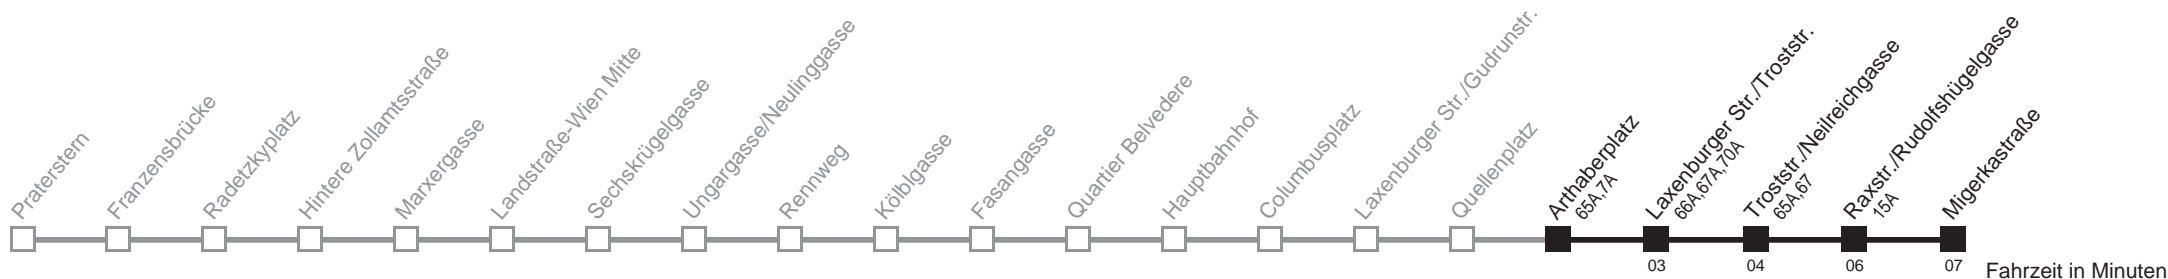 Praterstern
Franzensbrücke
Radetzkyplatz
Hintere Zollamtsstraße
Marxergasse
Landstraße-Wien Mitte
Sechskrügelgasse
Ungargasse/Neulinggasse
Rennweg
Kölblgasse
Fasangasse
Quartier Belvedere
Hauptbahnhof
Columbusplatz
Laxenburger Str./Gudrunstr.
Quellenplatz
Arthaberplatz
65A,7A
Laxenburger Str./Troststr.
66A,67A,70A
Troststr./Neilreichgasse
65A,67
Raxstr./Rudolfshügelgasse
15A
Migerkastraße
03
04
06
07
Fahrzeit in Minuten